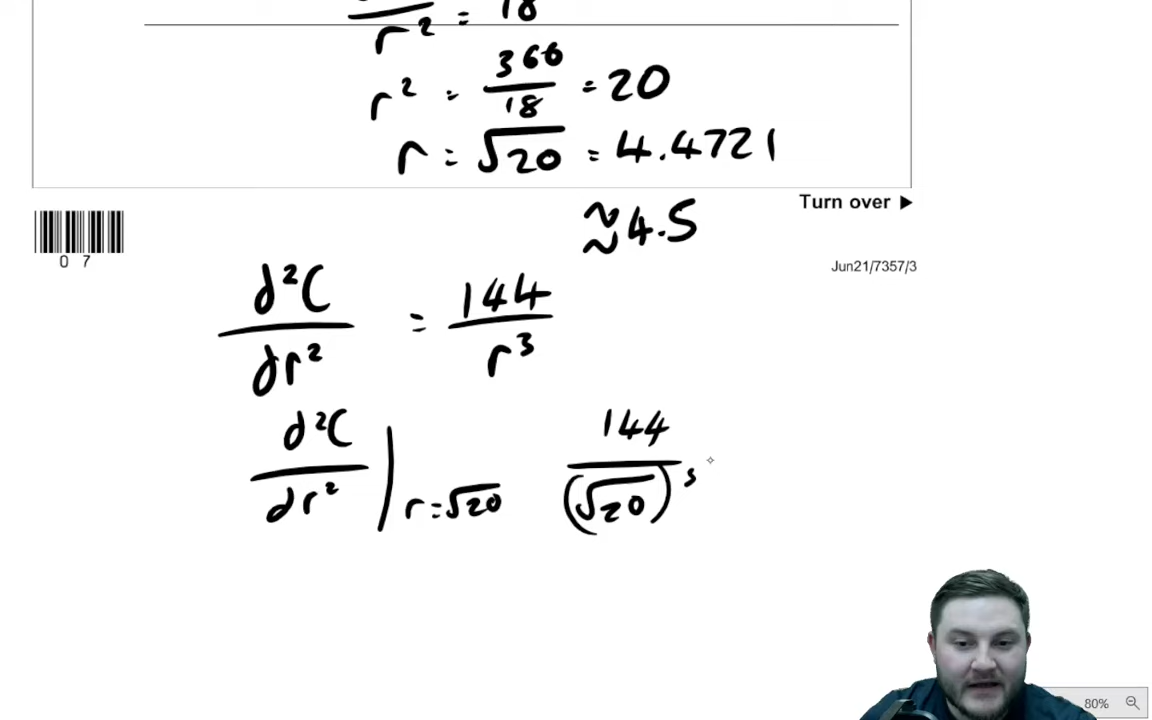 r² = 18
r² = 360/18 = 20
r = √20 = 4.4721
Turn over ▶
≈ 4.5
0 7
Jun21/7357/3
d²C/dr² = 144/r³
d²C/dr² | r=√20 144/(√20)³
80%